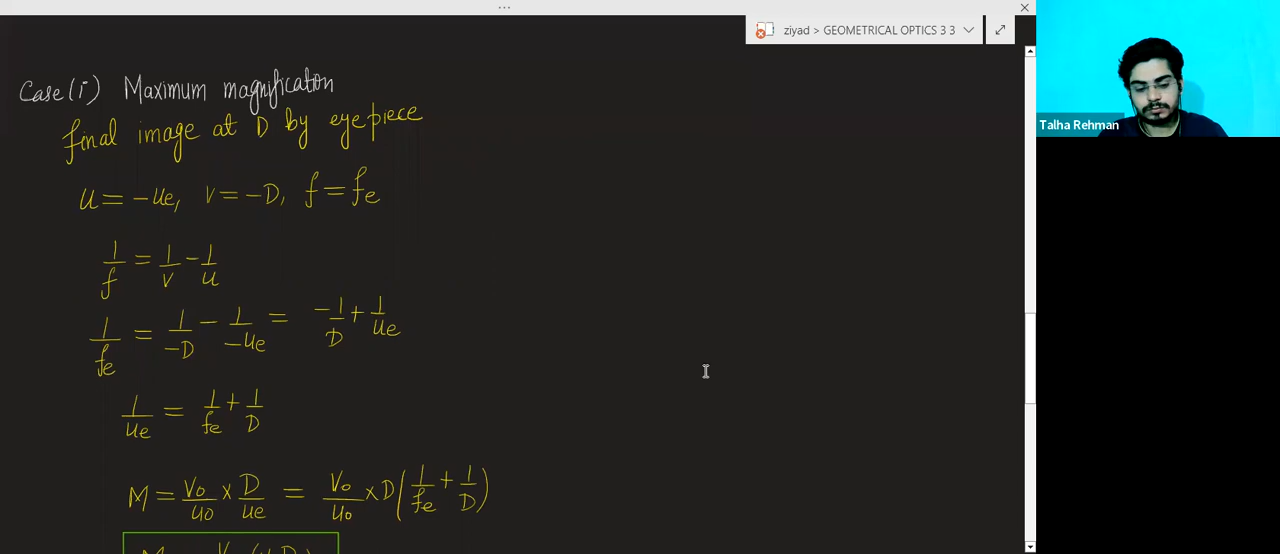 ziyad > GEOMETRICAL OPTICS 3 3
Talha Rehman
Case(i) Maximum magnification
final image at D by eyepiece
u = -ue, v = -D, f = fe
1/f = 1/v - 1/u
1/fe = 1/-D - 1/-ue = -1/D + 1/ue
1/ue = 1/fe + 1/D
M = vo/uo × D/ue = vo/uo × D(1/fe + 1/D)